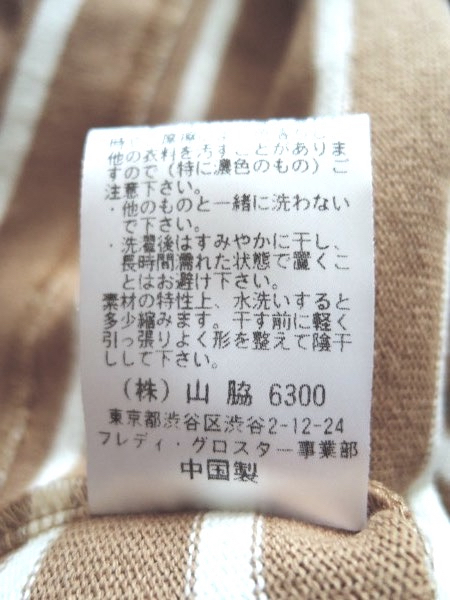 他の衣料を汚すことがありま
すので(特に濃色のもの)ご
注意下さい。
・他のものと一緒に洗わない
で下さい。
・洗濯後はすみやかに干し、
長時間濡れた状態で置くこ
とはお避け下さい。
素材の特性上、水洗いすると
多少縮みます。干す前に軽く
引っ張りよく形を整えて陰干
しして下さい。
(株)山脇 6300
東京都渋谷区渋谷2-12-24
フレディ・グロスター事業部
中国製